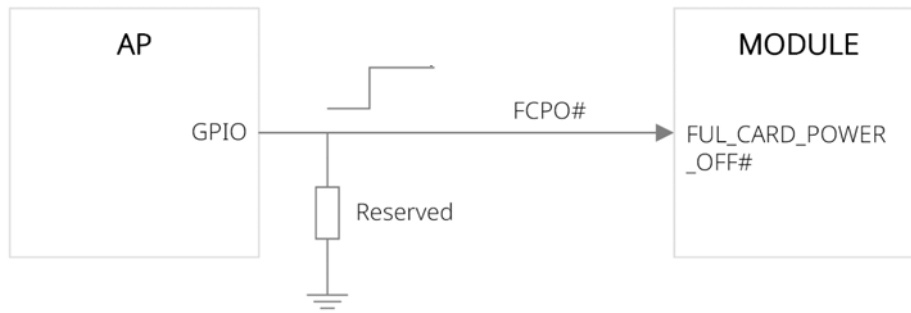 AP
MODULE
FCPO#
GPIO
FUL_CARD_POWER
_OFF#
Reserved